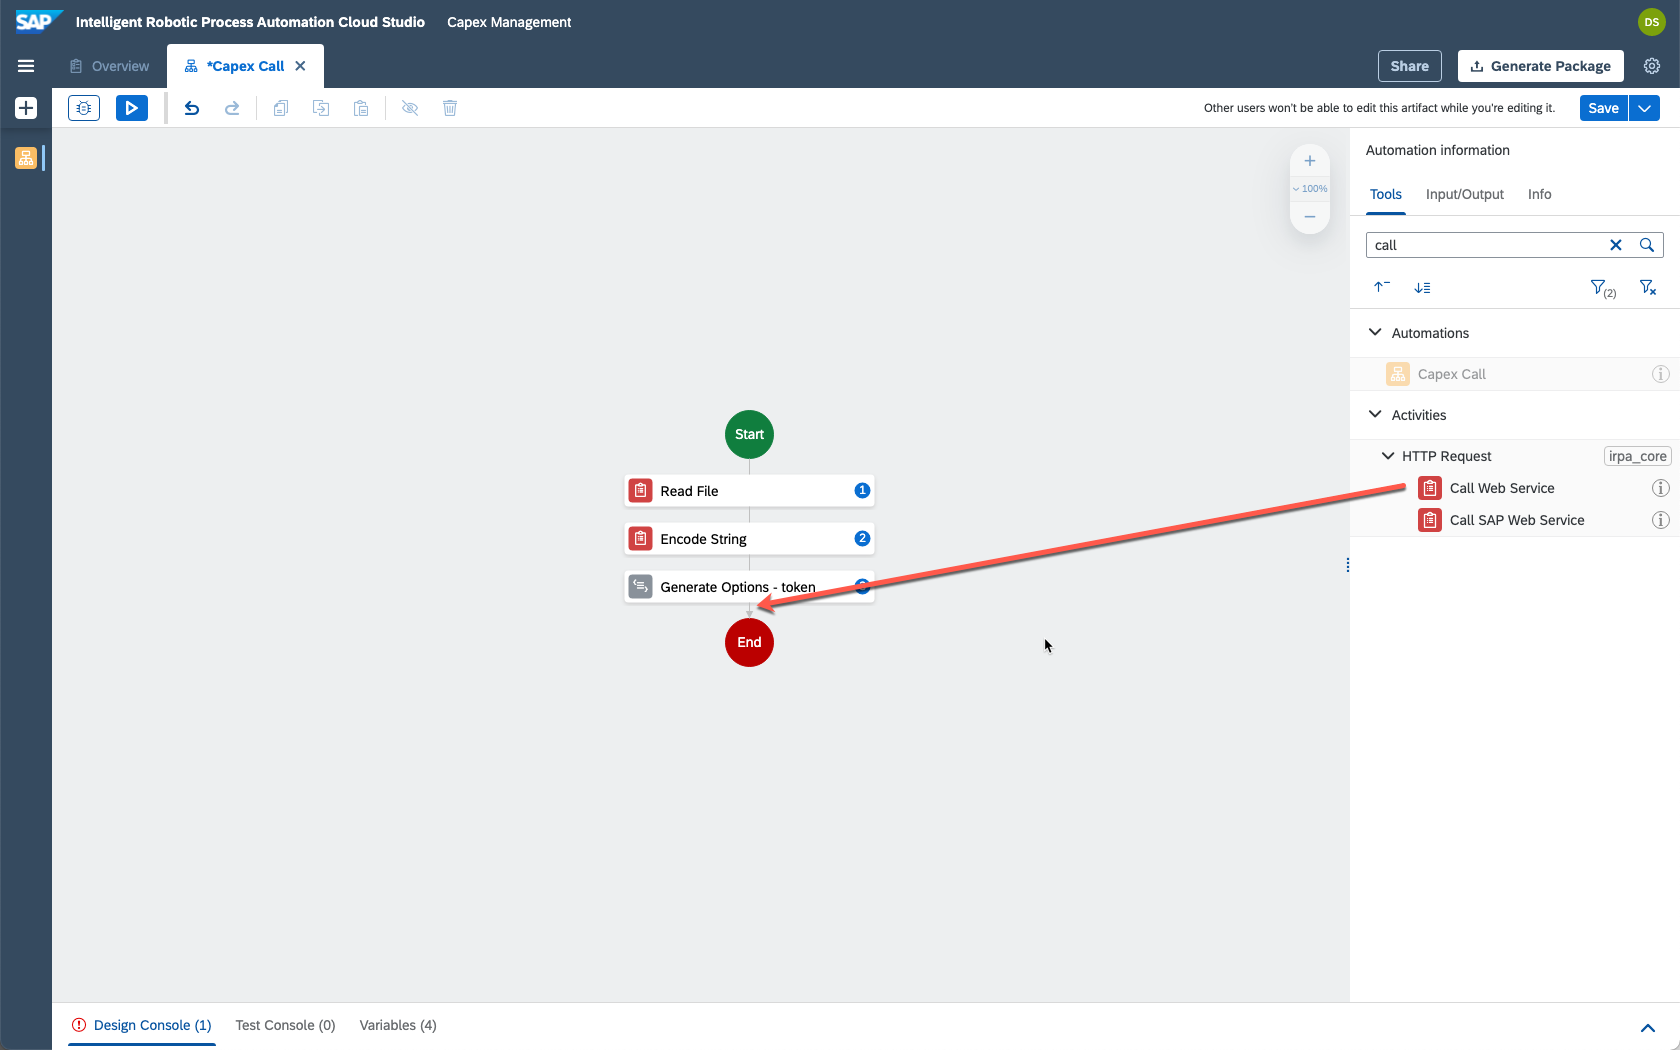 SAP Intelligent Robotic Process Automation Cloud Studio Capex Management DS
Overview *Capex Call Share Generate Package
Other users won't be able to edit this artifact while you're editing it. Save
Automation information
100%
Tools Input/Output Info
call
(2)
Automations
Capex Call
Activities
HTTP Request irpa_core
Call Web Service
Call SAP Web Service
Start
Read File 1
Encode String 2
Generate Options - token
End
Design Console (1) Test Console (0) Variables (4)